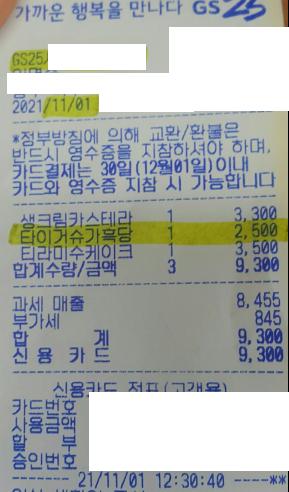 가까운 행복을 만나다 GS25
GS25
2021/11/01
*정부방침에 의해 교환/환불은
반드시 영수증을 지참하셔야 하며,
카드결제는 30일(12월01일)이내
카드와 영수증 지참 시 가능합니다
생크림카스테라 1 3,300
타이거슈가흑당 1 2,500
티라미수케이크 1 3,500
합계수량/금액 3 9,300
과세 매출 8,455
부가세 845
합 계 9,300
신 용 카 드 9,300
신용카드 전표(고객용)
카드번호
사용금액
할 부
승인번호
------- 21/11/01 12:30:40 ----**